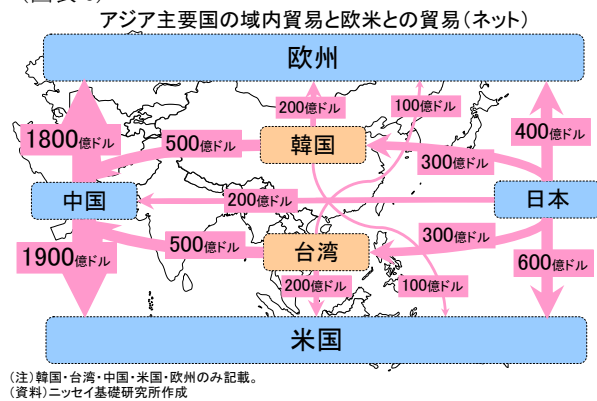 アジア主要国の域内貿易と欧米との貿易(ネット)
欧州
200億ドル
100億ドル
1800億ドル
500億ドル
韓国
400億ドル
300億ドル
中国
200億ドル
日本
300億ドル
500億ドル
台湾
1900億ドル
600億ドル
200億ドル
100億ドル
米国
(注)韓国・台湾・中国・米国・欧州のみ記載。
(資料)ニッセイ基礎研究所作成